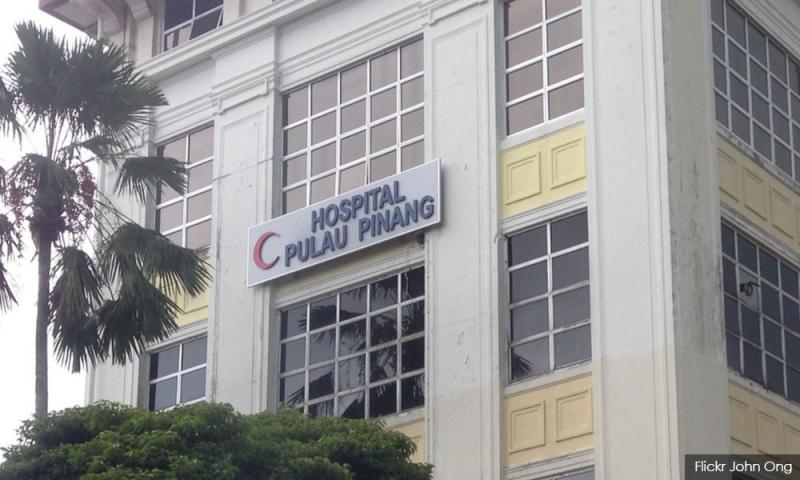 HOSPITAL
PULAU PINANG
Flickr John Ong